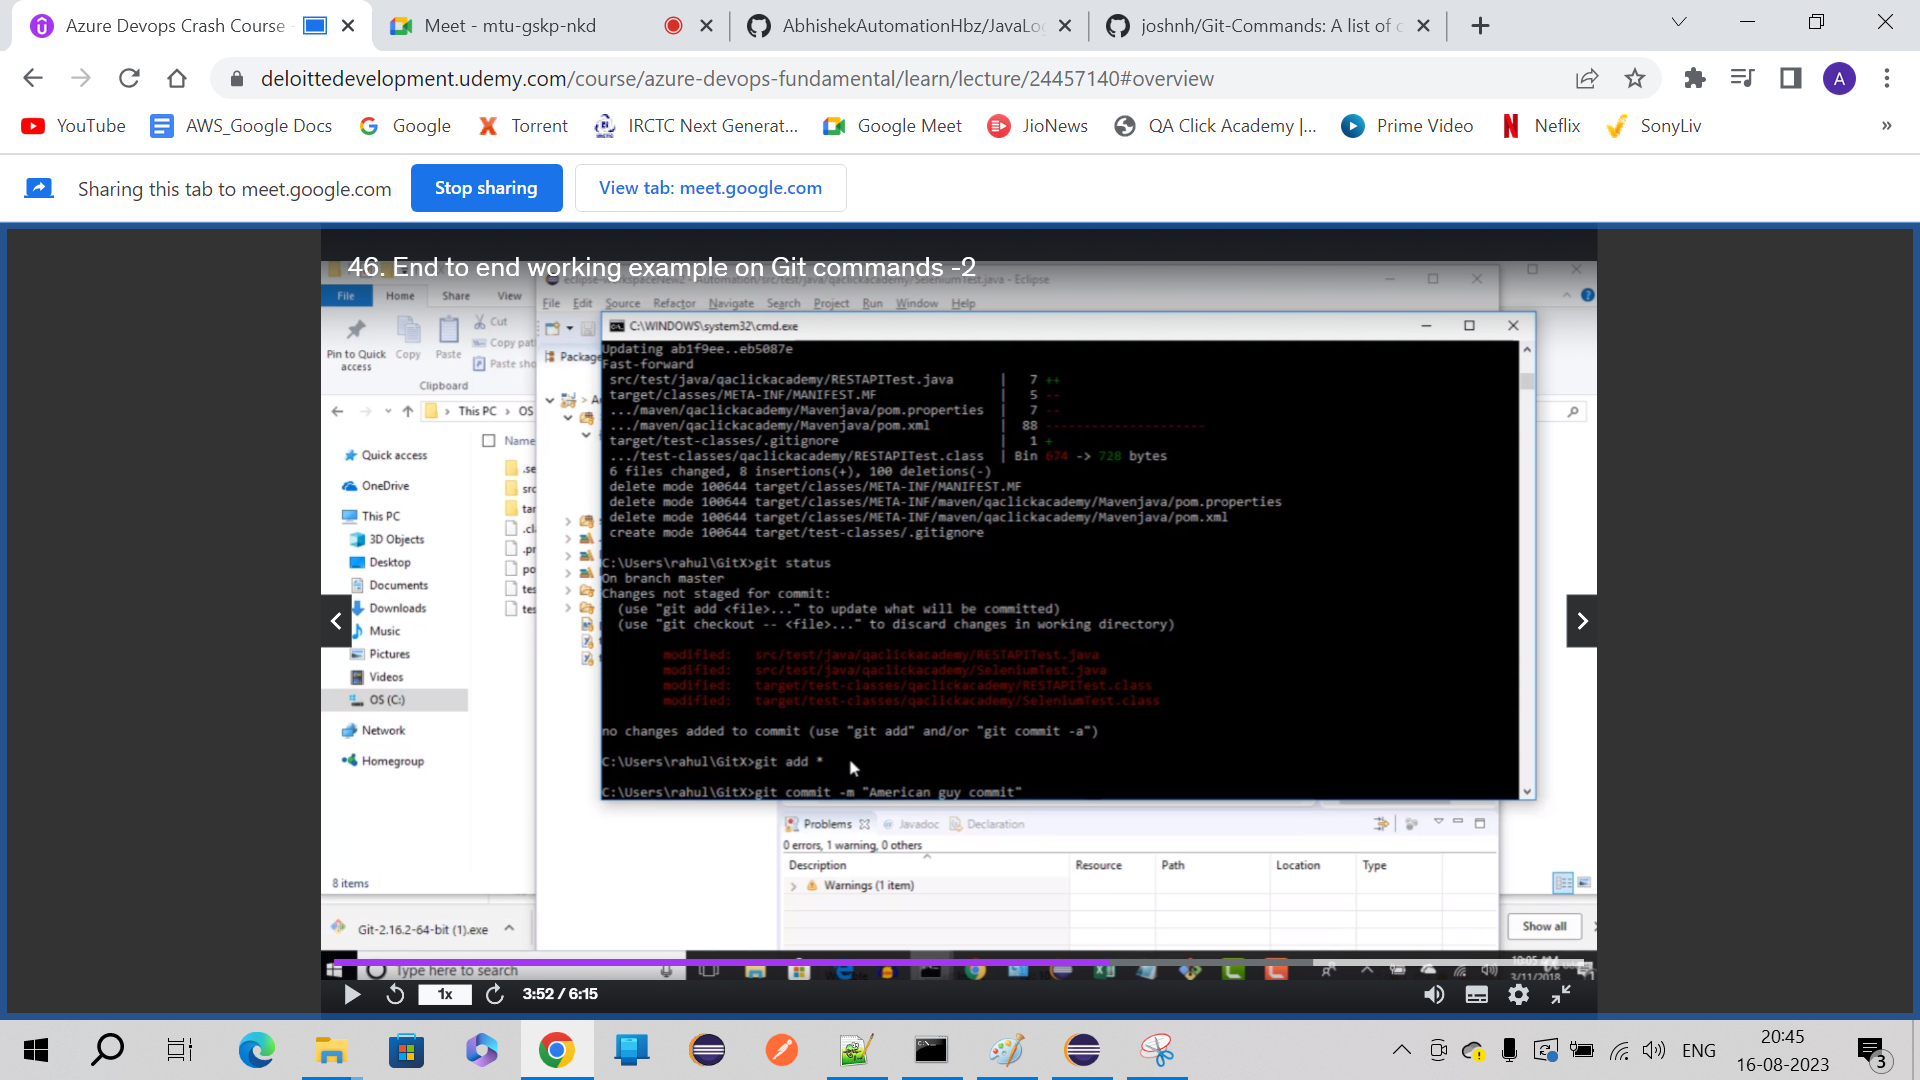 Azure Devops Crash Course
Meet - mtu-gskp-nkd
AbhishekAutomationHbz/JavaLo
joshnh/Git-Commands: A list of c
deloittedevelopment.udemy.com/course/azure-devops-fundamental/learn/lecture/24457140#overview
A
YouTube
AWS_Google Docs
Google
Torrent
IRCTC Next Generat...
Google Meet
JioNews
QA Click Academy |...
Prime Video
Neflix
SonyLiv
»
Sharing this tab to meet.google.com
Stop sharing
View tab: meet.google.com
46. End to end working example on Git commands -2
File Home Share View
Pin to Quick access
Copy
Paste
Cut
Copy pat
Paste sho
Clipboard
This PC › OS
Name
Quick access
OneDrive
This PC
3D Objects
Desktop
Documents
Downloads
Music
Pictures
Videos
OS (C:)
Network
Homegroup
.se
src
tar
.cl
.pr
po
tes
tes
8 items
File Edit Source Refactor Navigate Search Project Run Window Help
Package
C:\WINDOWS\system32\cmd.exe
Updating ab1f9ee..eb5087e
Fast-forward
src/test/java/qaclickacademy/RESTAPITest.java | 7 ++
target/classes/META-INF/MANIFEST.MF | 5 --
.../maven/qaclickacademy/Mavenjava/pom.properties | 7 --
.../maven/qaclickacademy/Mavenjava/pom.xml | 88 ---------------------
target/test-classes/.gitignore | 1 +
.../test-classes/qaclickacademy/RESTAPITest.class | Bin 674 -> 728 bytes
6 files changed, 8 insertions(+), 100 deletions(-)
delete mode 100644 target/classes/META-INF/MANIFEST.MF
delete mode 100644 target/classes/META-INF/maven/qaclickacademy/Mavenjava/pom.properties
delete mode 100644 target/classes/META-INF/maven/qaclickacademy/Mavenjava/pom.xml
create mode 100644 target/test-classes/.gitignore
C:\Users\rahul\GitX>git status
On branch master
Changes not staged for commit:
(use "git add <file>..." to update what will be committed)
(use "git checkout -- <file>..." to discard changes in working directory)
modified: src/test/java/qaclickacademy/RESTAPITest.java
modified: src/test/java/qaclickacademy/SeleniumTest.java
modified: target/test-classes/qaclickacademy/RESTAPITest.class
modified: target/test-classes/qaclickacademy/SeleniumTest.class
no changes added to commit (use "git add" and/or "git commit -a")
C:\Users\rahul\GitX>git add *
C:\Users\rahul\GitX>git commit -m "American guy commit"
Problems
Javadoc
Declaration
0 errors, 1 warning, 0 others
Description Resource Path Location Type
Warnings (1 item)
Git-2.16.2-64-bit (1).exe
Show all
Type here to search
3/11/2018
1x
3:52 / 6:15
ENG
20:45
16-08-2023
3